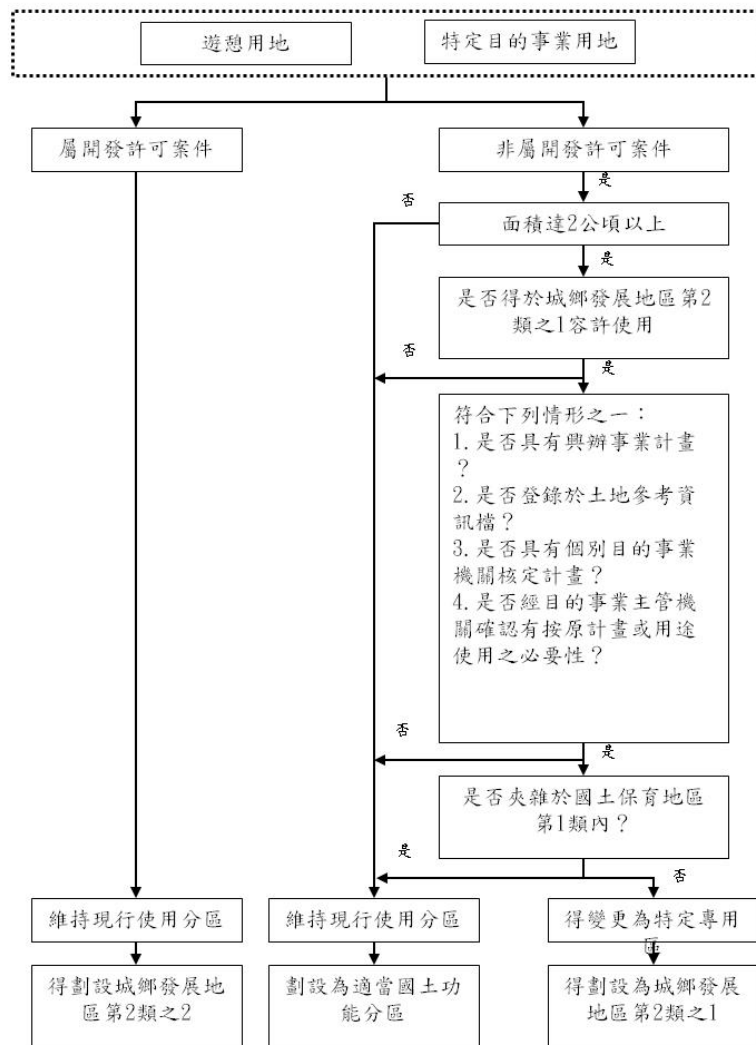 遊憩用地
特定目的事業用地
屬開發許可案件
非屬開發許可案件
是
否
面積達2公頃以上
是
是否得於城鄉發展地區第2
類之1容許使用
否
是
符合下列情形之一：
1.是否具有興辦事業計畫
？
2.是否登錄於土地參考資
訊檔？
3.是否具有個別目的事業
機關核定計畫？
4.是否經目的事業主管機
關確認有按原計畫或用途
使用之必要性？
否
是
是否夾雜於國土保育地區
第1類內？
是
否
維持現行使用分區
維持現行使用分區
得變更為特定專用
區
得劃設城鄉發展地
區第2類之2
劃設為適當國土功
能分區
得劃設為城鄉發展
地區第2類之1